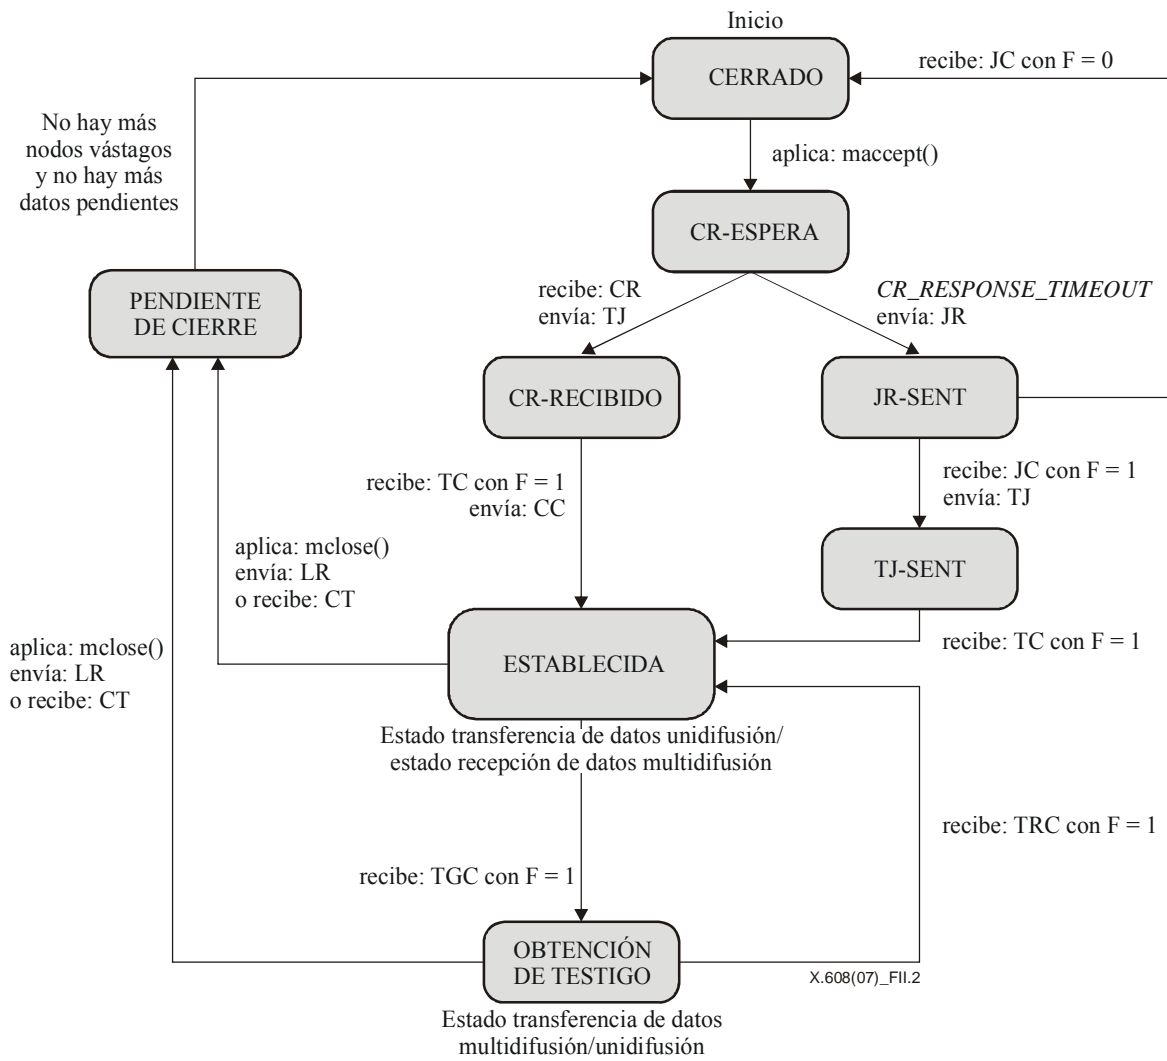 Inicio
CERRADO
recibe: JC con F = 0
No hay más
nodos vástagos
y no hay más
datos pendientes
aplica: maccept()
CR-ESPERA
PENDIENTE
DE CIERRE
recibe: CR
envía: TJ
CR_RESPONSE_TIMEOUT
envía: JR
CR-RECIBIDO
JR-SENT
recibe: TC con F = 1
envía: CC
recibe: JC con F = 1
envía: TJ
TJ-SENT
aplica: mclose()
envía: LR
o recibe: CT
aplica: mclose()
envía: LR
o recibe: CT
recibe: TC con F = 1
ESTABLECIDA
Estado transferencia de datos unidifusión/
estado recepción de datos multidifusión
recibe: TRC con F = 1
recibe: TGC con F = 1
OBTENCIÓN
DE TESTIGO
X.608(07)_FII.2
Estado transferencia de datos
multidifusión/unidifusión